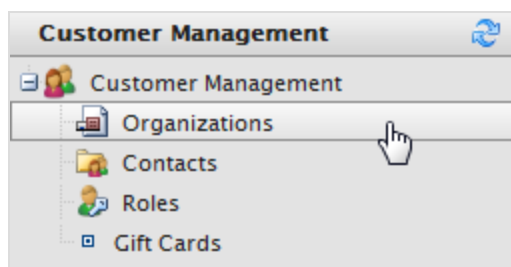 Customer Management
Customer Management
Organizations
Contacts
Roles
Gift Cards